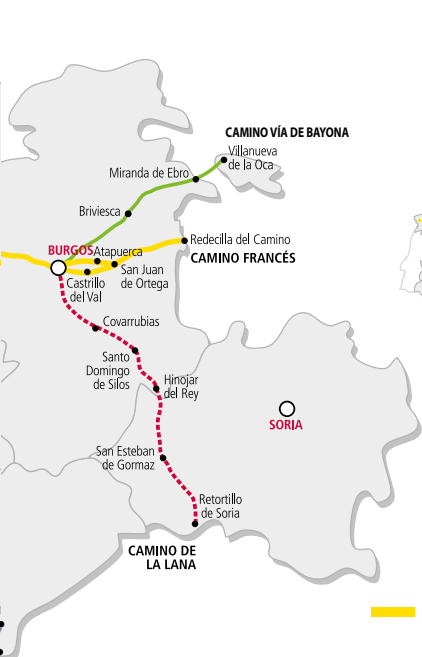 CAMINO VÍA DE BAYONA
Villanueva
de la Oca
Miranda de Ebro
Briviesca
Redecilla del Camino
BURGOS
Atapuerca
CAMINO FRANCÉS
San Juan
de Ortega
Castrillo
del Val
Covarrubias
Santo
Domingo
de Silos
Hinojar
del Rey
SORIA
San Esteban
de Gormaz
Retortillo
de Soria
CAMINO DE
LA LANA